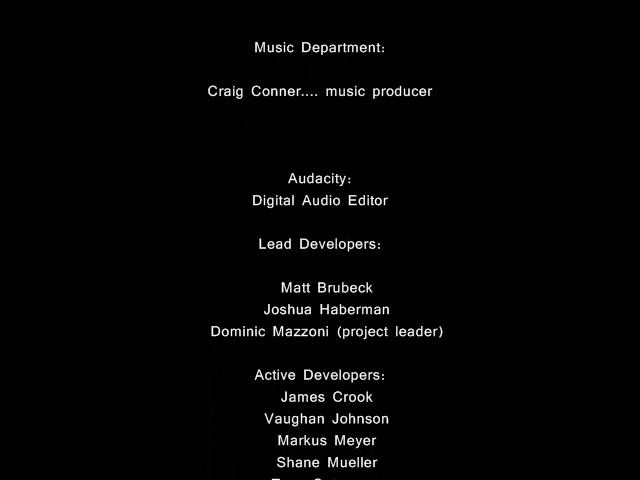 Music Department:
Craig Conner.... music producer
Audacity:
Digital Audio Editor
Lead Developers:
Matt Brubeck
Joshua Haberman
Dominic Mazzoni (project leader)
Active Developers:
James Crook
Vaughan Johnson
Markus Meyer
Shane Mueller